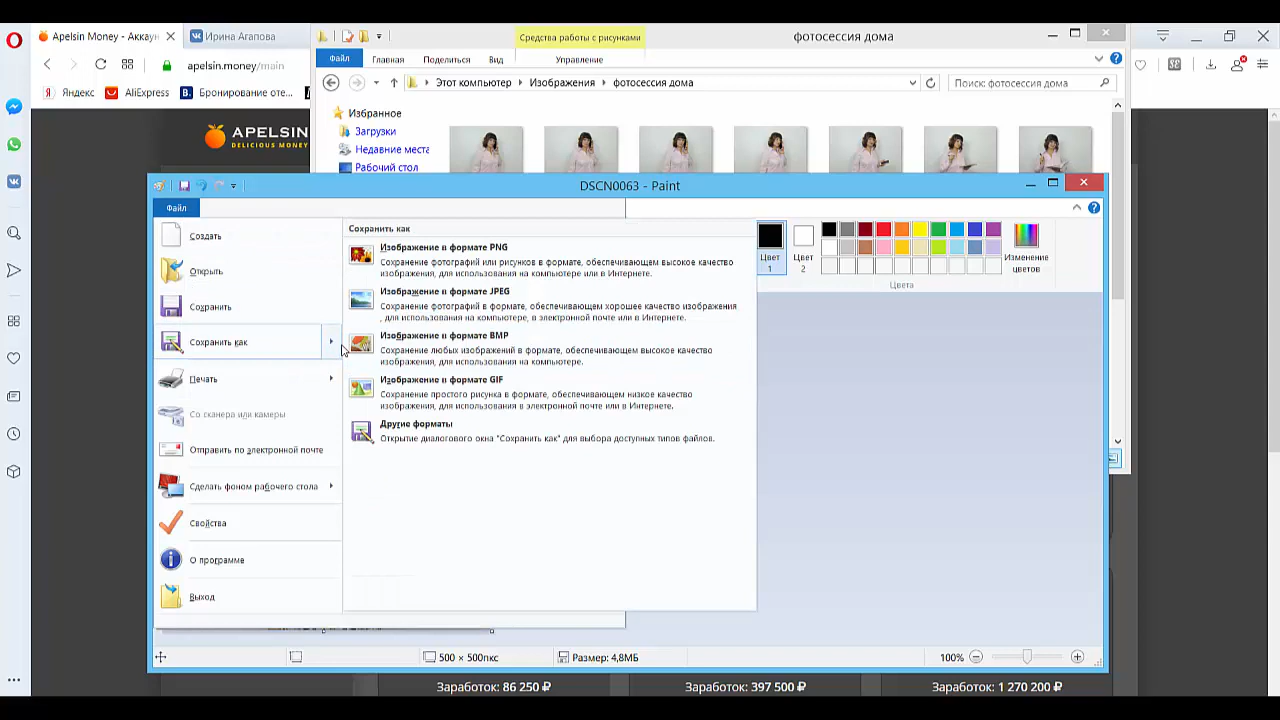 Apelsin Money - Аккаун
Ирина Агапова
Средства работы с рисунками
фотосессия дома
apelsin.money/main
Файл
Главная
Поделиться
Вид
Управление
Этот компьютер
Изображения
фотосессия дома
Поиск: фотосессия дома
Яндекс
AliExpress
Бронирование оте...
Избранное
Загрузки
Недавние места
Рабочий стол
APELSIN
DELICIOUS MONEY
DSCN0063 - Paint
Файл
Создать
Открыть
Сохранить
Сохранить как
Печать
Со сканера или камеры
Отправить по электронной почте
Сделать фоном рабочего стола
Свойства
О программе
Выход
Сохранить как
Изображение в формате PNG
Сохранение фотографий или рисунков в формате, обеспечивающем высокое качество
изображения, для использования на компьютере или в Интернете.
Изображение в формате JPEG
Сохранение фотографий в формате, обеспечивающем хорошее качество изображения
, для использования на компьютере, в электронной почте или в Интернете.
Изображение в формате BMP
Сохранение любых изображений в формате, обеспечивающем высокое качество
изображения, для использования на компьютере.
Изображение в формате GIF
Сохранение простого рисунка в формате, обеспечивающем низкое качество
изображения, для использования в электронной почте или в Интернете.
Другие форматы
Открытие диалогового окна "Сохранить как" для выбора доступных типов файлов.
Цвет
1
Цвет
2
Изменение
цветов
Цвета
500 × 500пкс
Размер: 4,8МБ
100%
Заработок: 86 250 ₽
Заработок: 397 500 ₽
Заработок: 1 270 200 ₽